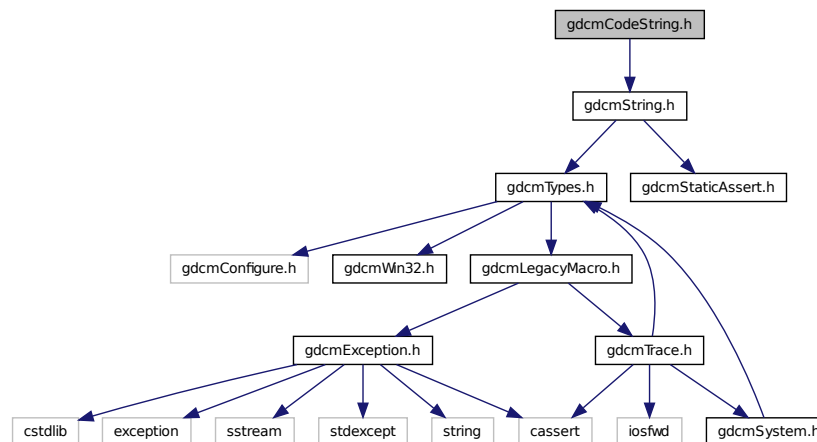 gdcmCodeString.h
gdcmString.h
gdcmTypes.h
gdcmStaticAssert.h
gdcmConfigure.h
gdcmWin32.h
gdcmLegacyMacro.h
gdcmException.h
gdcmTrace.h
cstdlib
exception
sstream
stdexcept
string
cassert
iosfwd
gdcmSystem.h